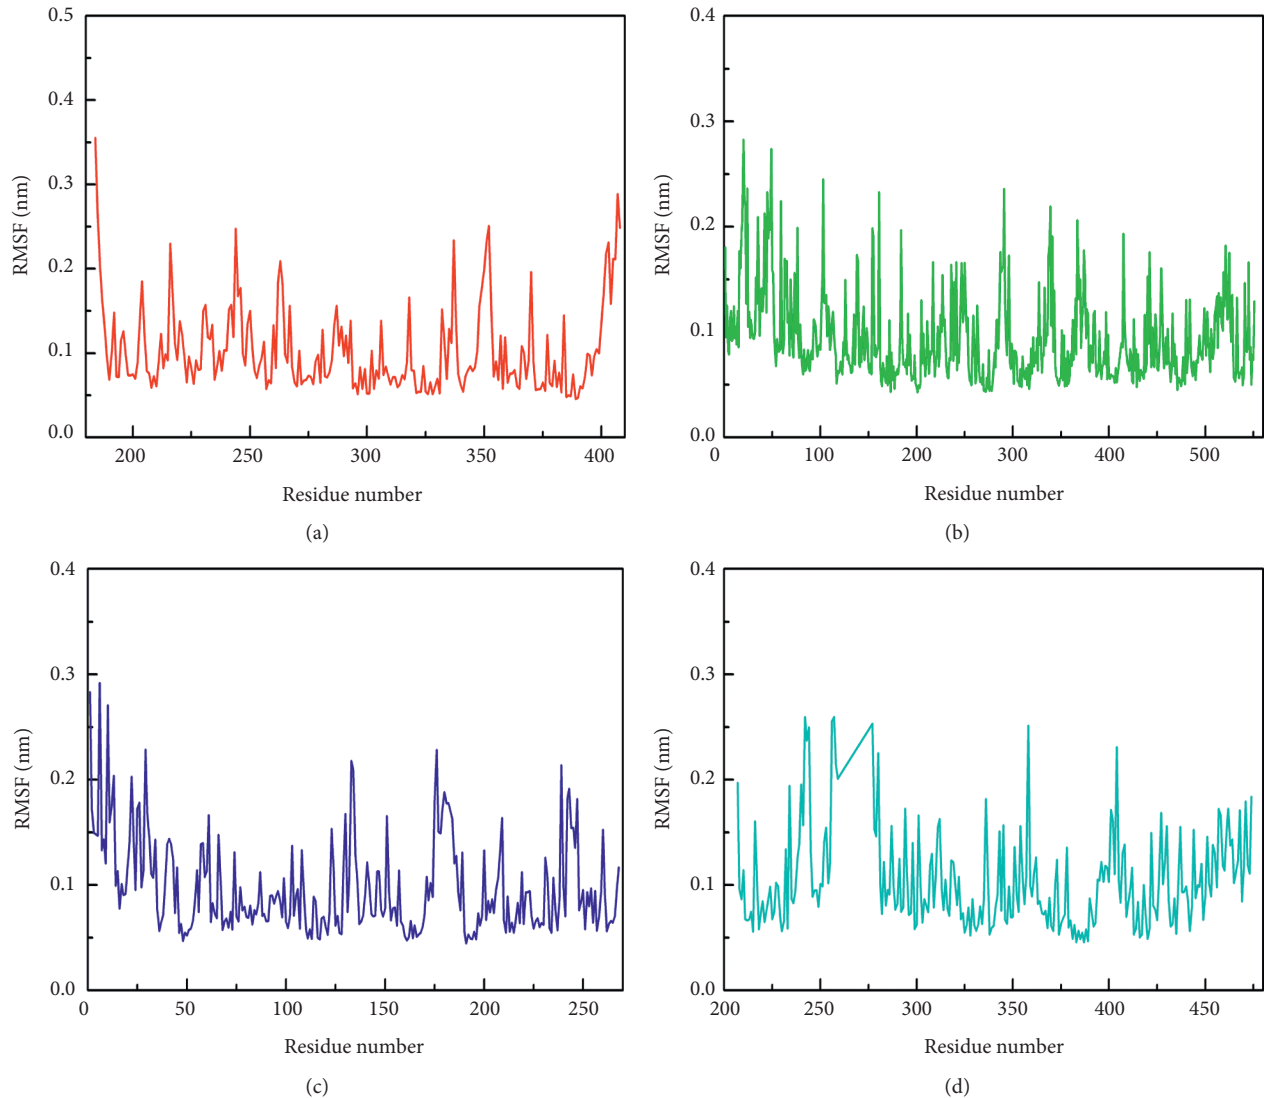 0.5
0.4
0.3
0.2
0.1
0.0
RMSF (nm)
200 250 300 350 400
Residue number
(a)
0.4
0.3
0.2
0.1
0.0
RMSF (nm)
0 100 200 300 400 500
Residue number
(b)
0.4
0.3
0.2
0.1
0.0
RMSF (nm)
0 50 100 150 200 250
Residue number
(c)
0.4
0.3
0.2
0.1
0.0
RMSF (nm)
200 250 300 350 400 450
Residue number
(d)